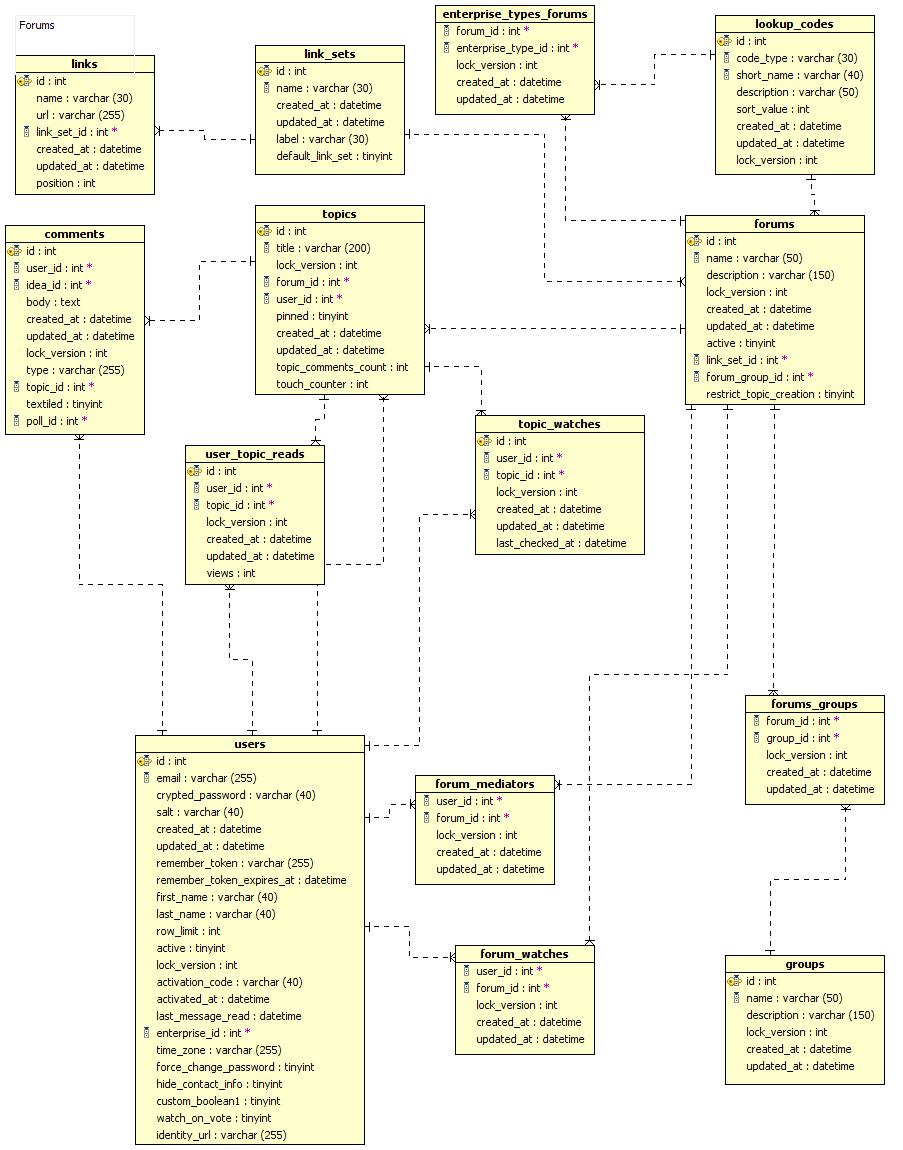 Forums
links
id : int
name : varchar (30)
url : varchar (255)
link_set_id : int *
created_at : datetime
updated_at : datetime
position : int
link_sets
id : int
name : varchar (30)
created_at : datetime
updated_at : datetime
label : varchar (30)
default_link_set : tinyint
enterprise_types_forums
forum_id : int *
enterprise_type_id : int *
lock_version : int
created_at : datetime
updated_at : datetime
lookup_codes
id : int
code_type : varchar (30)
short_name : varchar (40)
description : varchar (50)
sort_value : int
created_at : datetime
updated_at : datetime
lock_version : int
comments
id : int
user_id : int *
idea_id : int *
body : text
created_at : datetime
updated_at : datetime
lock_version : int
type : varchar (255)
topic_id : int *
textiled : tinyint
poll_id : int *
topics
id : int
title : varchar (200)
lock_version : int
forum_id : int *
user_id : int *
pinned : tinyint
created_at : datetime
updated_at : datetime
topic_comments_count : int
touch_counter : int
forums
id : int
name : varchar (50)
description : varchar (150)
lock_version : int
created_at : datetime
updated_at : datetime
active : tinyint
link_set_id : int *
forum_group_id : int *
restrict_topic_creation : tinyint
user_topic_reads
id : int
user_id : int *
topic_id : int *
lock_version : int
created_at : datetime
updated_at : datetime
views : int
topic_watches
id : int
user_id : int *
topic_id : int *
lock_version : int
created_at : datetime
updated_at : datetime
last_checked_at : datetime
users
id : int
email : varchar (255)
crypted_password : varchar (40)
salt : varchar (40)
created_at : datetime
updated_at : datetime
remember_token : varchar (255)
remember_token_expires_at : datetime
first_name : varchar (40)
last_name : varchar (40)
row_limit : int
active : tinyint
lock_version : int
activation_code : varchar (40)
activated_at : datetime
last_message_read : datetime
enterprise_id : int *
time_zone : varchar (255)
force_change_password : tinyint
hide_contact_info : tinyint
custom_boolean1 : tinyint
watch_on_vote : tinyint
identity_url : varchar (255)
forum_mediators
user_id : int *
forum_id : int *
lock_version : int
created_at : datetime
updated_at : datetime
forums_groups
forum_id : int *
group_id : int *
lock_version : int
created_at : datetime
updated_at : datetime
forum_watches
user_id : int *
forum_id : int *
lock_version : int
created_at : datetime
updated_at : datetime
groups
id : int
name : varchar (50)
description : varchar (150)
lock_version : int
created_at : datetime
updated_at : datetime